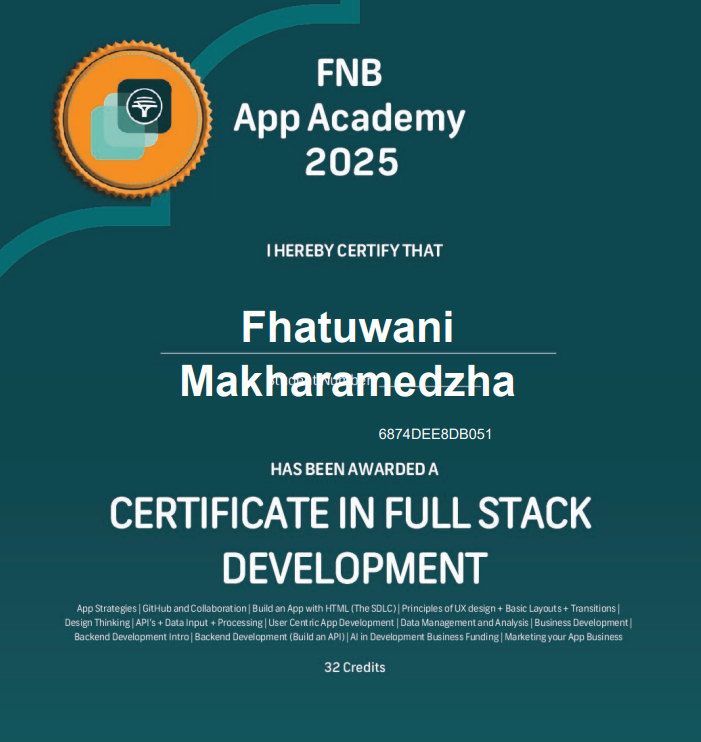 FNB
App Academy
2025
I HEREBY CERTIFY THAT
Fhatuwani
Makharamedzha
Student Number:
6874DEE8DB051
HAS BEEN AWARDED A
CERTIFICATE IN FULL STACK
DEVELOPMENT
App Strategies | GitHub and Collaboration | Build an App with HTML (The SDLC) | Principles of UX design + Basic Layouts + Transitions |
Design Thinking | API's + Data Input + Processing | User Centric App Development | Data Management and Analysis | Business Development |
Backend Development Intro | Backend Development (Build an API) | AI in Development Business Funding | Marketing your App Business
32 Credits